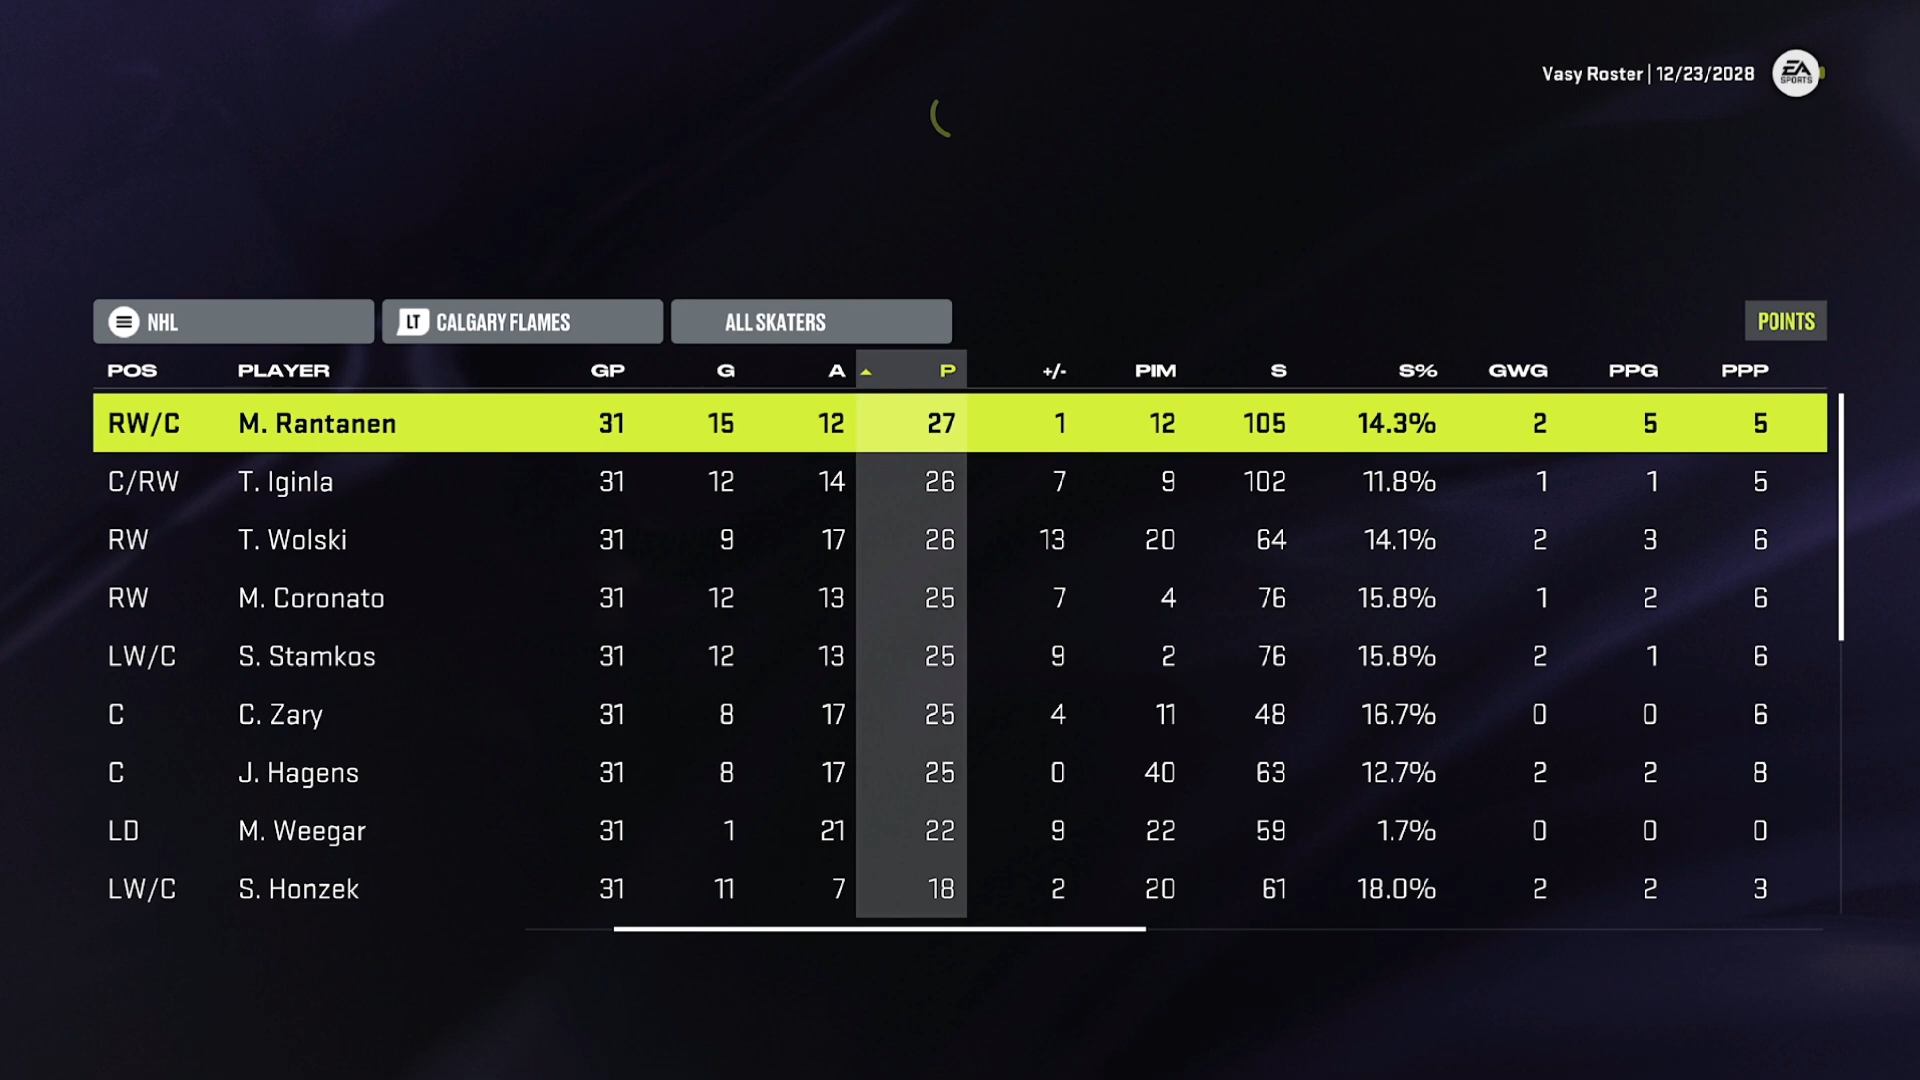 Vasy Roster | 12/23/2028 EA SPORTS
NHL LT CALGARY FLAMES ALL SKATERS POINTS
POS PLAYER GP G A P +/- PIM S S% GWG PPG PPP
RW/C M. Rantanen 31 15 12 27 1 12 105 14.3% 2 5 5
C/RW T. Iginla 31 12 14 26 7 9 102 11.8% 1 1 5
RW T. Wolski 31 9 17 26 13 20 64 14.1% 2 3 6
RW M. Coronato 31 12 13 25 7 4 76 15.8% 1 2 6
LW/C S. Stamkos 31 12 13 25 9 2 76 15.8% 2 1 6
C C. Zary 31 8 17 25 4 11 48 16.7% 0 0 6
C J. Hagens 31 8 17 25 0 40 63 12.7% 2 2 8
LD M. Weegar 31 1 21 22 9 22 59 1.7% 0 0 0
LW/C S. Honzek 31 11 7 18 2 20 61 18.0% 2 2 3